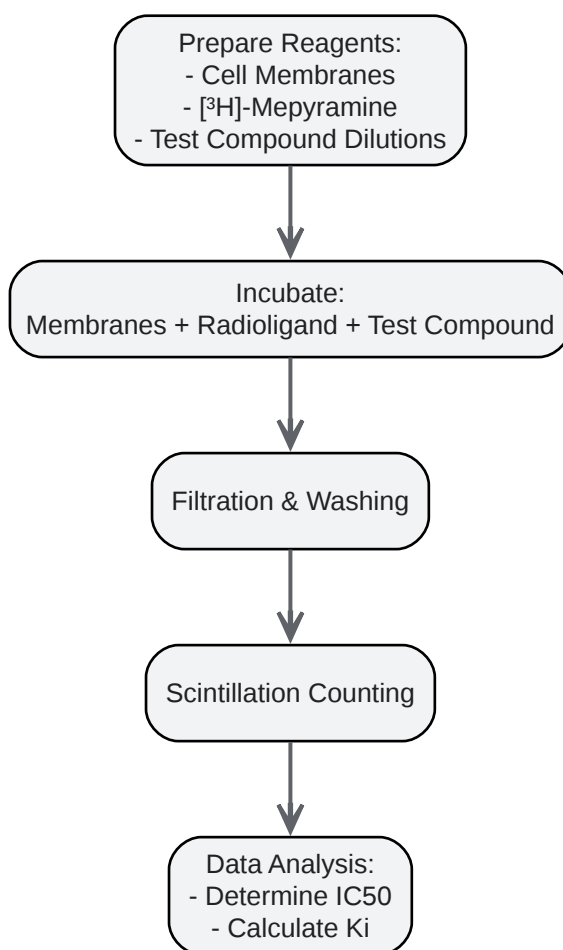 Prepare Reagents:
- Cell Membranes
- [³H]-Mepyramine
- Test Compound Dilutions
Incubate:
Membranes + Radioligand + Test Compound
Filtration & Washing
Scintillation Counting
Data Analysis:
- Determine IC50
- Calculate Ki